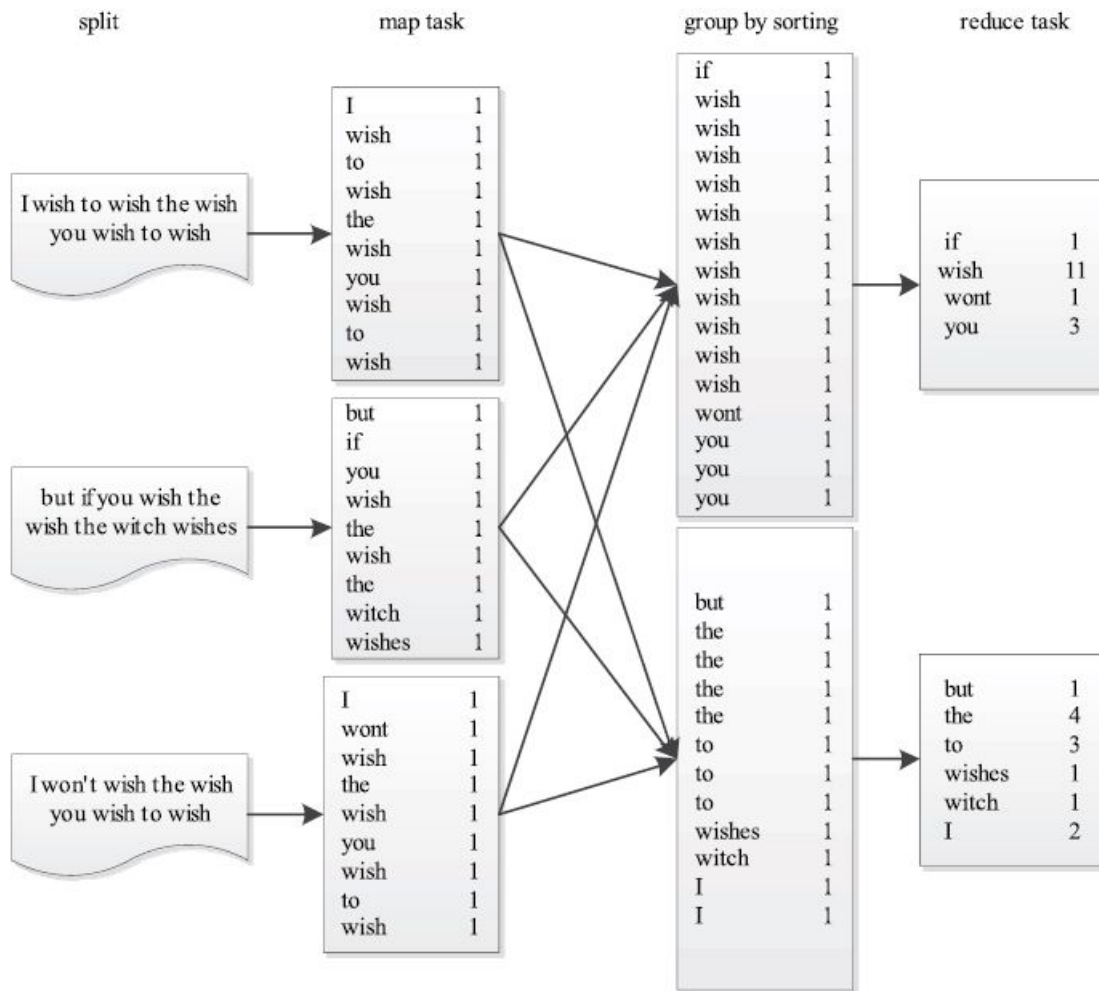 split
map task
group by sorting
reduce task
I wish to wish the wish
you wish to wish
I 1
wish 1
to 1
wish 1
the 1
wish 1
you 1
wish 1
to 1
wish 1
but if you wish the
wish the witch wishes
but 1
if 1
you 1
wish 1
the 1
wish 1
the 1
witch 1
wishes 1
I won't wish the wish
you wish to wish
I 1
wont 1
wish 1
the 1
wish 1
you 1
wish 1
to 1
wish 1
if 1
wish 1
wish 1
wish 1
wish 1
wish 1
wish 1
wish 1
wish 1
wish 1
wish 1
wish 1
wont 1
you 1
you 1
you 1
but 1
the 1
the 1
the 1
the 1
to 1
to 1
to 1
wishes 1
witch 1
I 1
I 1
if 1
wish 11
wont 1
you 3
but 1
the 4
to 3
wishes 1
witch 1
I 2